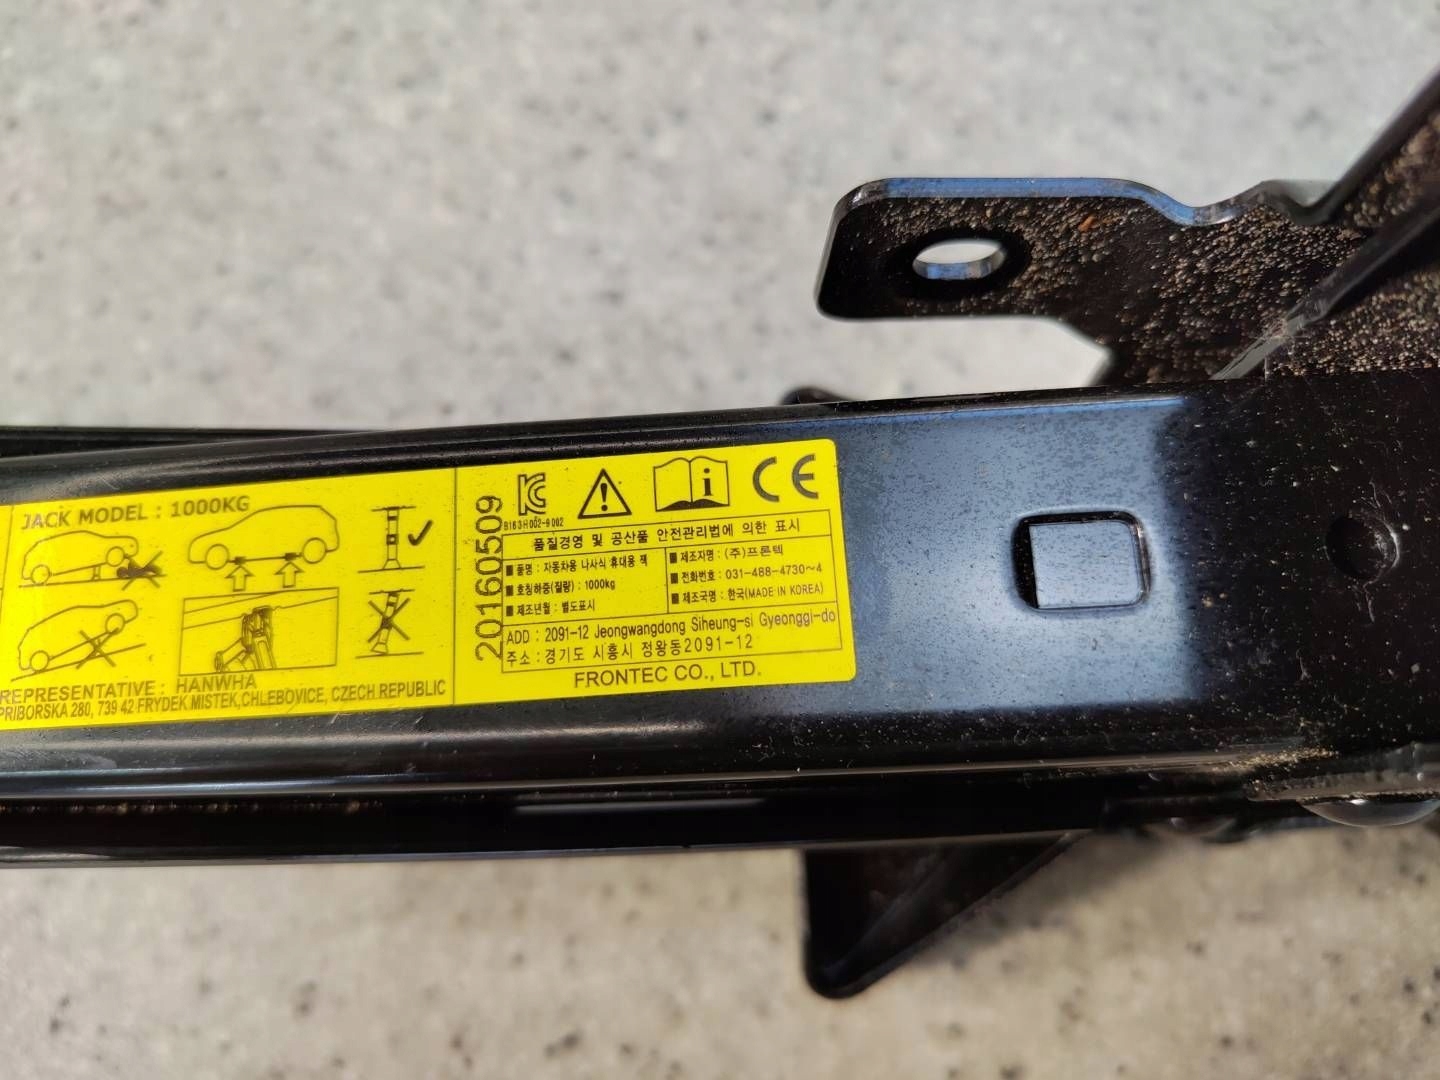 JACK MODEL : 1000KG
REPRESENTATIVE : HANWHA
PRIBORSKA 280, 739 42 FRYDEK MISTEK,CHLEBOVICE, CZECH REPUBLIC
20160509
KC
CE
B163H002-9002
품질경영 및 공산품 안전관리법에 의한 표시
■ 품명 : 자동차용 나사식 휴대용 잭
■ 호칭하중(질량) : 1000kg
■ 제조년월 : 별도표시
■ 제조자명 : (주)프론텍
■ 전화번호 : 031-488-4730~4
■ 제조국명 : 한국(MADE IN KOREA)
ADD : 2091-12 Jeongwangdong Siheung-si Gyeonggi-do
주소 : 경기도 시흥시 정왕동2091-12
FRONTEC CO., LTD.